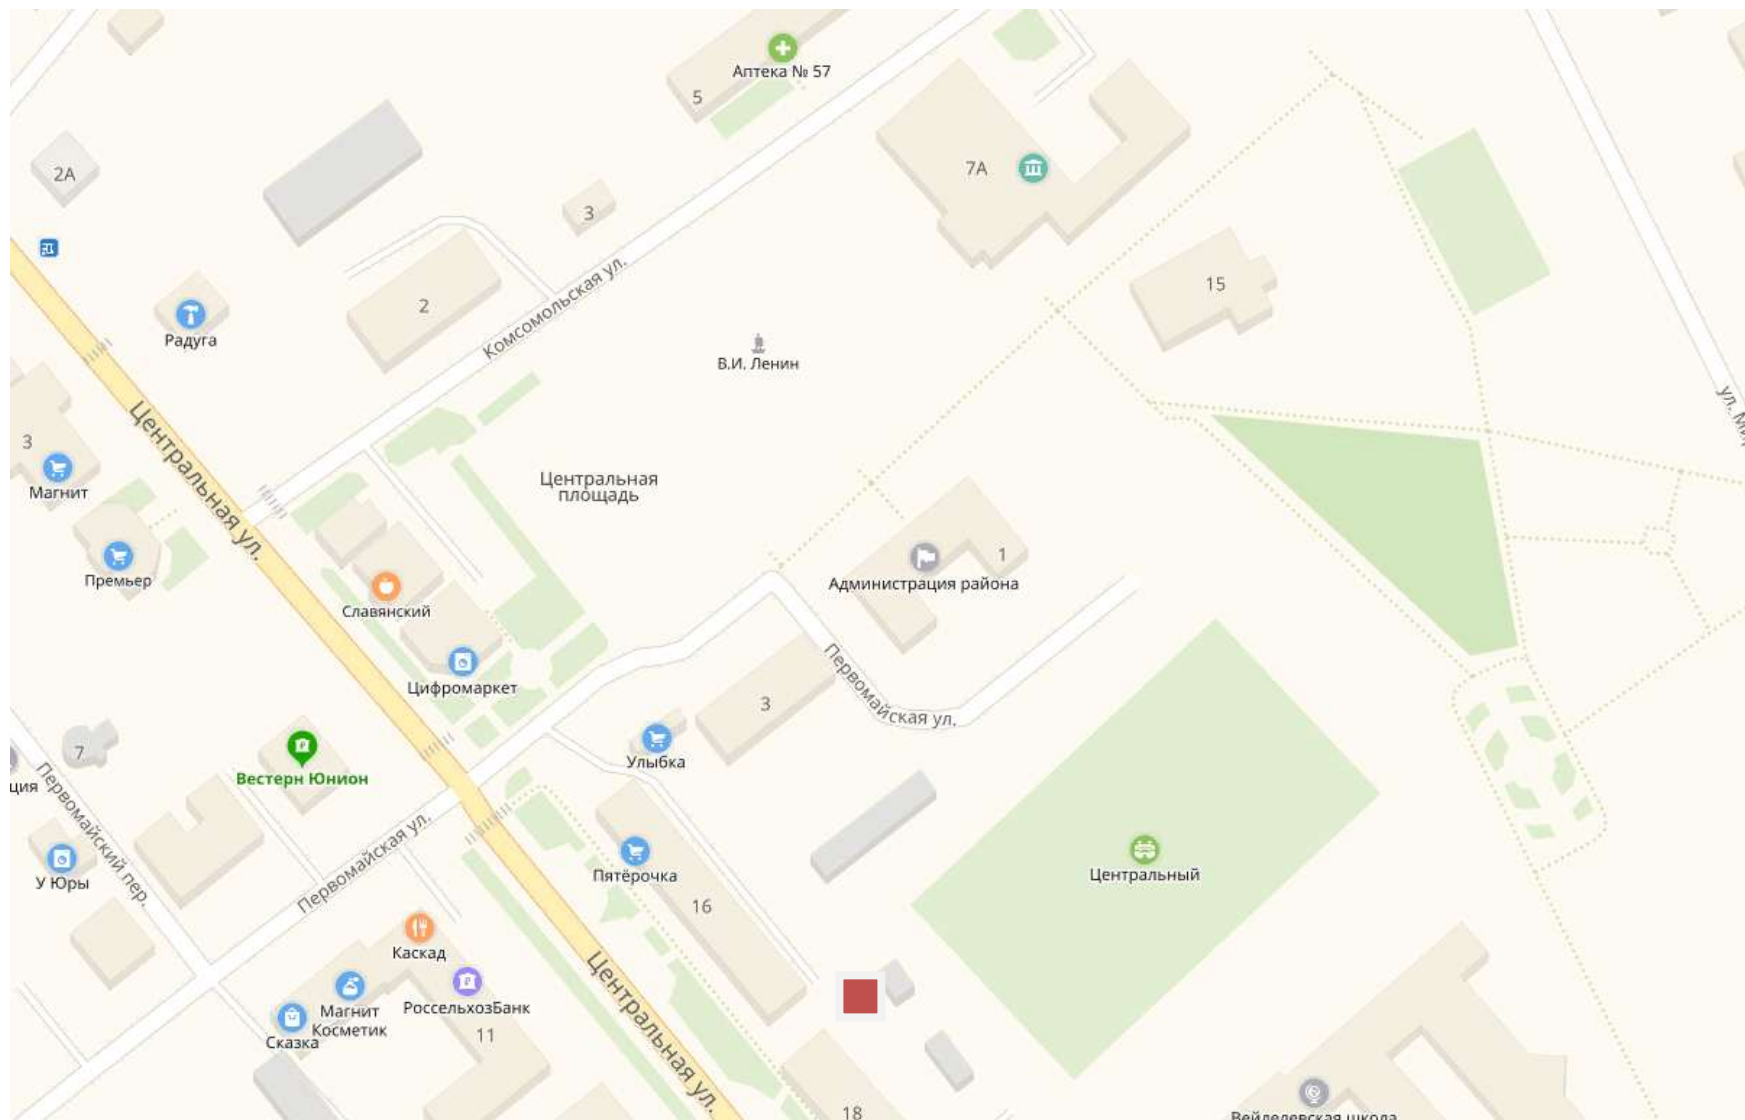 Аптека № 57
5
7А
2А
3
15
2
Комсомольская ул.
Радуга
В.И. Ленин
Центральная ул.
3
Магнит
Центральная
площадь
Премьер
Славянский
1
Администрация района
Цифромаркет
Первомайская ул.
3
Улыбка
7
Вестерн Юнион
ция
Первомайский пер.
Первомайская ул.
У Юры
Пятёрочка
Центральный
16
Каскад
Центральная ул.
РоссельхозБанк
Магнит
Косметик
Сказка
11
18
Вейделевская школа